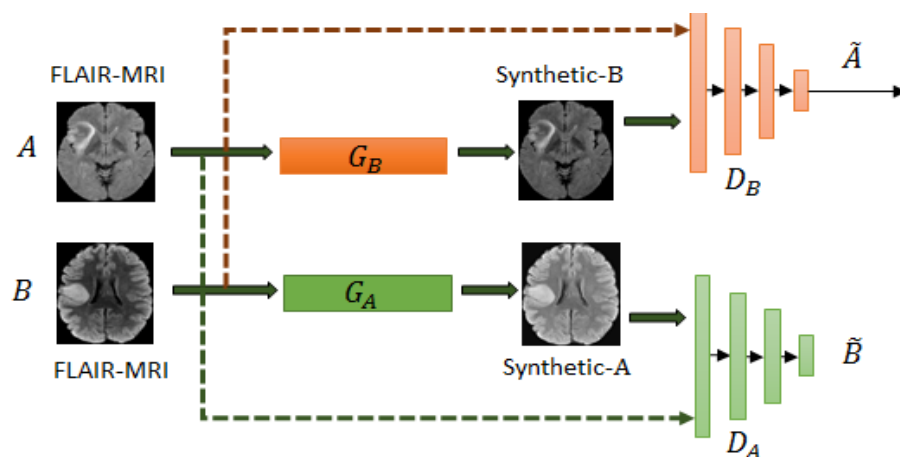 FLAIR-MRI
Synthetic-B
Ã
A
G_B
D_B
B
G_A
FLAIR-MRI
Synthetic-A
B̃
D_A